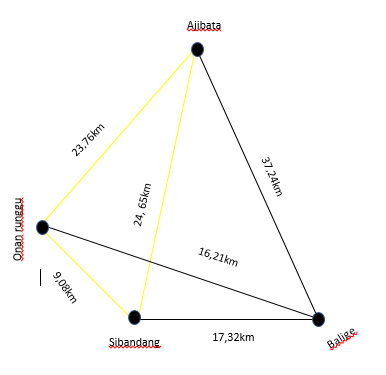 Ajibata
23,76km
37,24km
24, 65km
Onan runggu
16,21km
9,08km
17,32km
Sibandang
Balige